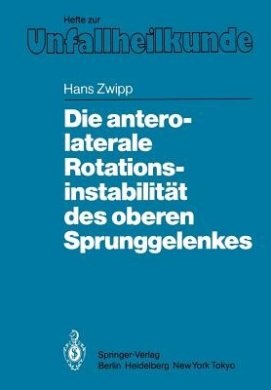 Hefte zur
Unfallheilkunde
Hans Zwipp
Die antero-
laterale
Rotations-
instabilität
des oberen
Sprunggelenkes
Springer-Verlag
Berlin Heidelberg New York Tokyo